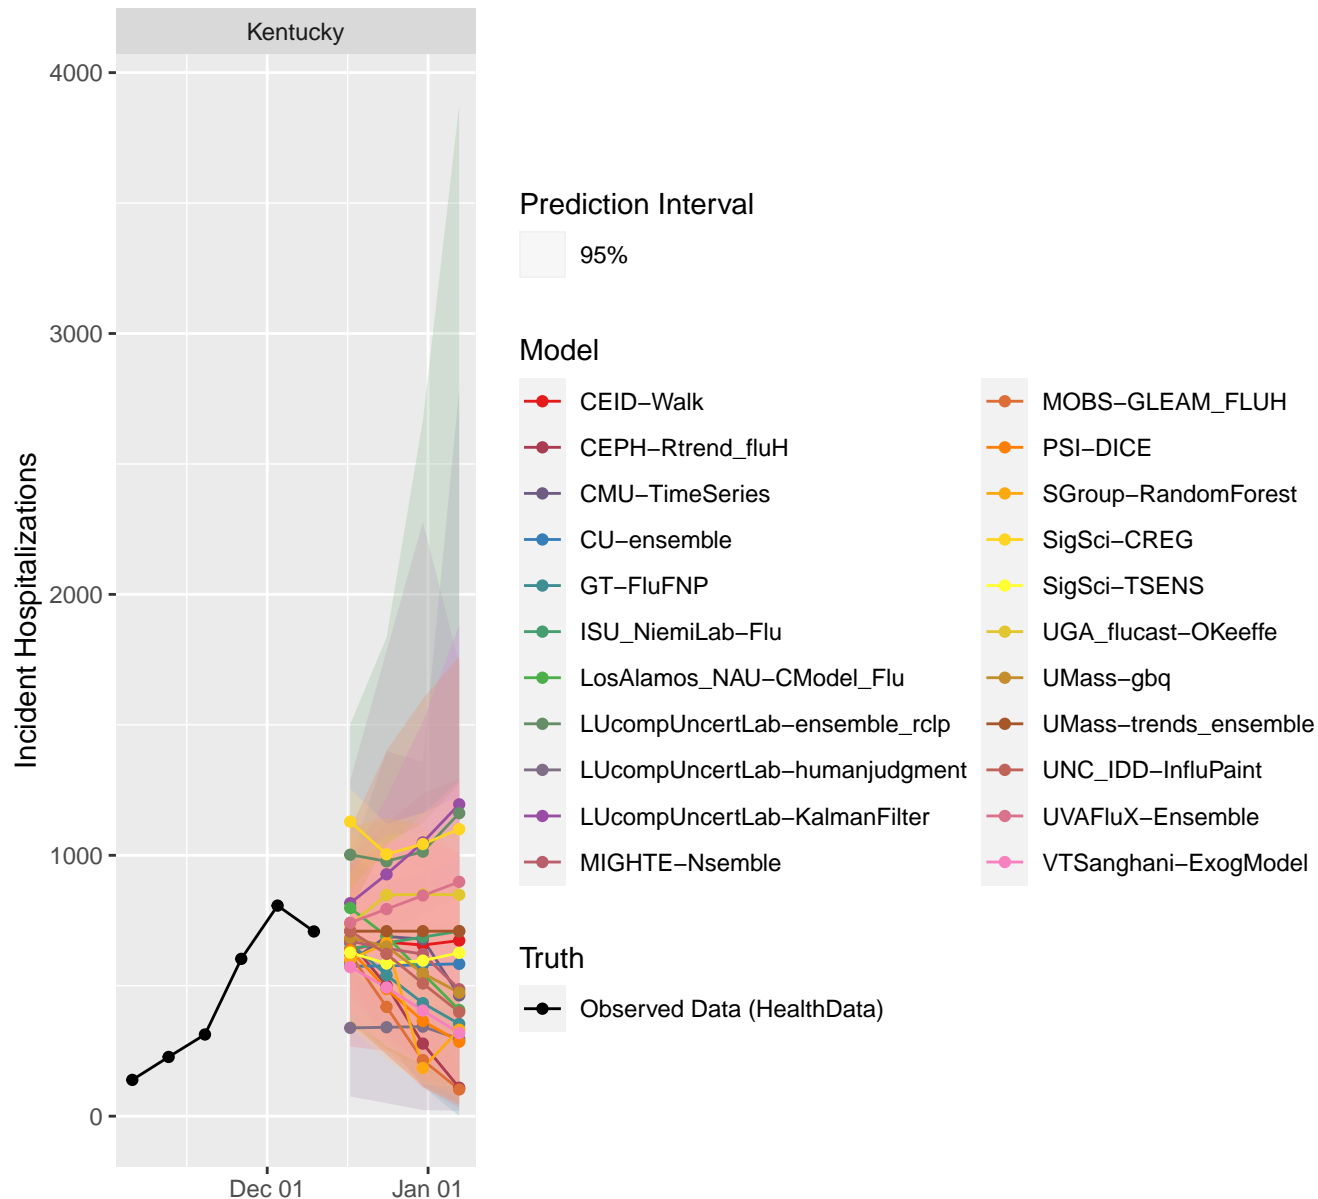 Kentucky
4000
3000
2000
1000
0
Incident Hospitalizations
Dec 01
Jan 01
Prediction Interval
95%
Model
CEID−Walk
CEPH−Rtrend_fluH
CMU−TimeSeries
CU−ensemble
GT−FluFNP
ISU_NiemiLab−Flu
LosAlamos_NAU−CModel_Flu
LUcompUncertLab−ensemble_rclp
LUcompUncertLab−humanjudgment
LUcompUncertLab−KalmanFilter
MIGHTE−Nsemble
MOBS−GLEAM_FLUH
PSI−DICE
SGroup−RandomForest
SigSci−CREG
SigSci−TSENS
UGA_flucast−OKeeffe
UMass−gbq
UMass−trends_ensemble
UNC_IDD−InfluPaint
UVAFluX−Ensemble
VTSanghani−ExogModel
Truth
Observed Data (HealthData)